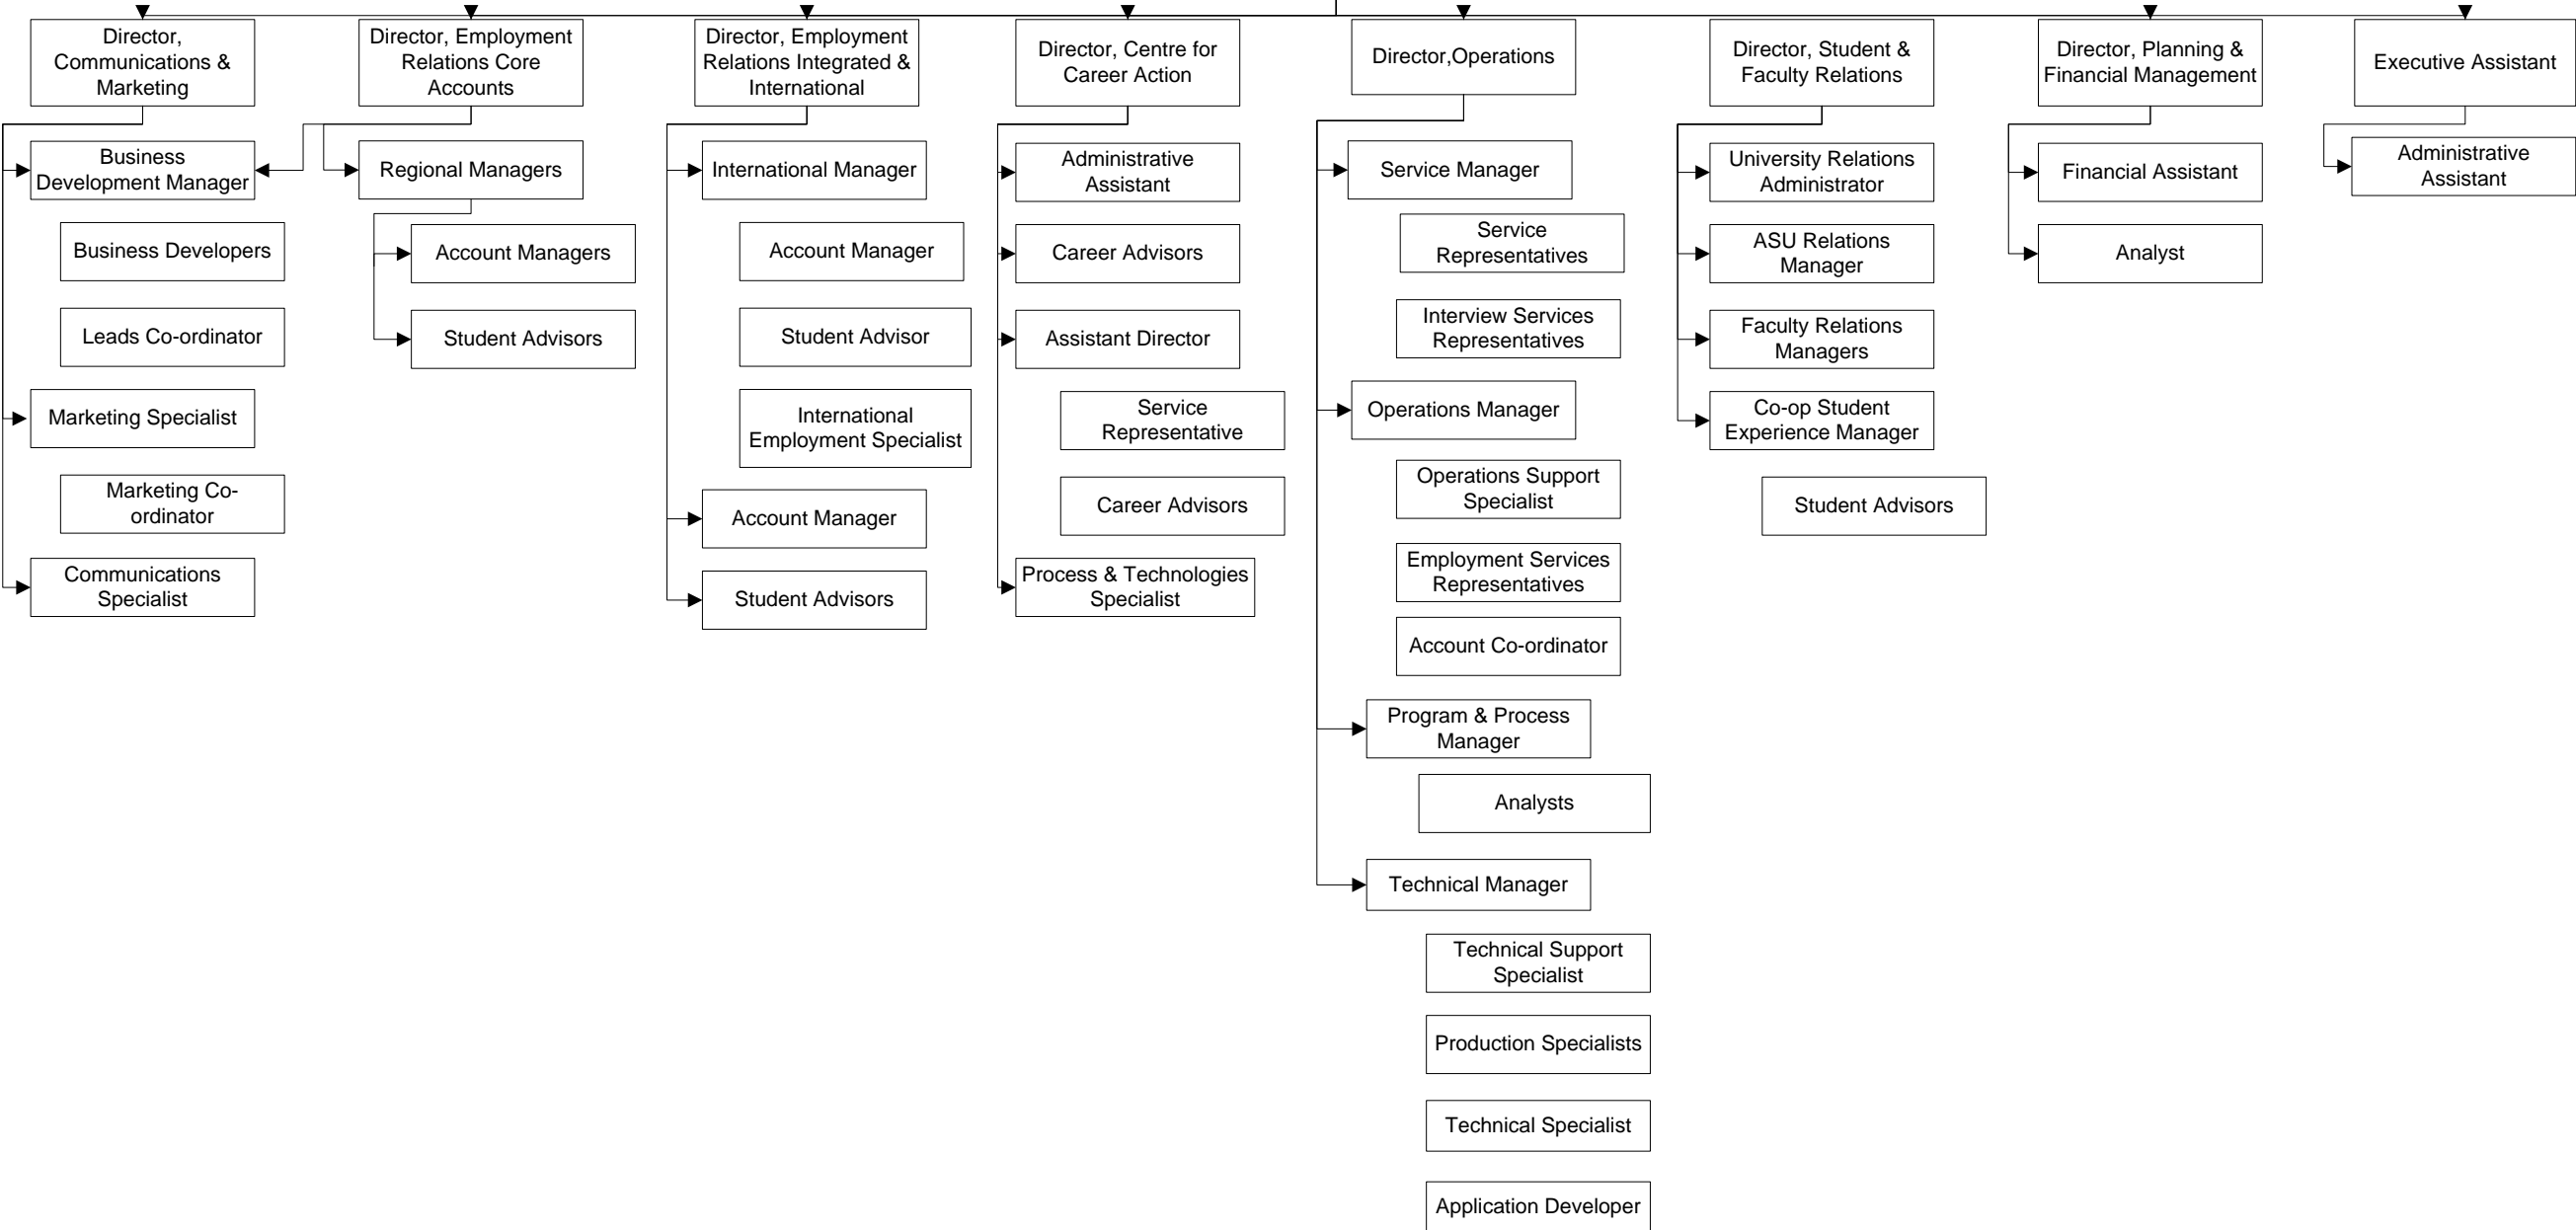 Director,
Communications &
Marketing
Director, Employment
Relations Core
Accounts
Director, Employment
Relations Integrated &
International
Director, Centre for
Career Action
Director,Operations
Director, Student &
Faculty Relations
Director, Planning &
Financial Management
Executive Assistant
Business
Development Manager
Business Developers
Leads Co-ordinator
Marketing Specialist
Marketing Co-
ordinator
Communications
Specialist
Regional Managers
Account Managers
Student Advisors
International Manager
Account Manager
Student Advisor
International
Employment Specialist
Account Manager
Student Advisors
Administrative
Assistant
Career Advisors
Assistant Director
Service
Representative
Career Advisors
Process & Technologies
Specialist
Service Manager
Service
Representatives
Interview Services
Representatives
Operations Manager
Operations Support
Specialist
Employment Services
Representatives
Account Co-ordinator
Program & Process
Manager
Analysts
Technical Manager
Technical Support
Specialist
Production Specialists
Technical Specialist
Application Developer
University Relations
Administrator
ASU Relations
Manager
Faculty Relations
Managers
Co-op Student
Experience Manager
Student Advisors
Financial Assistant
Analyst
Administrative
Assistant